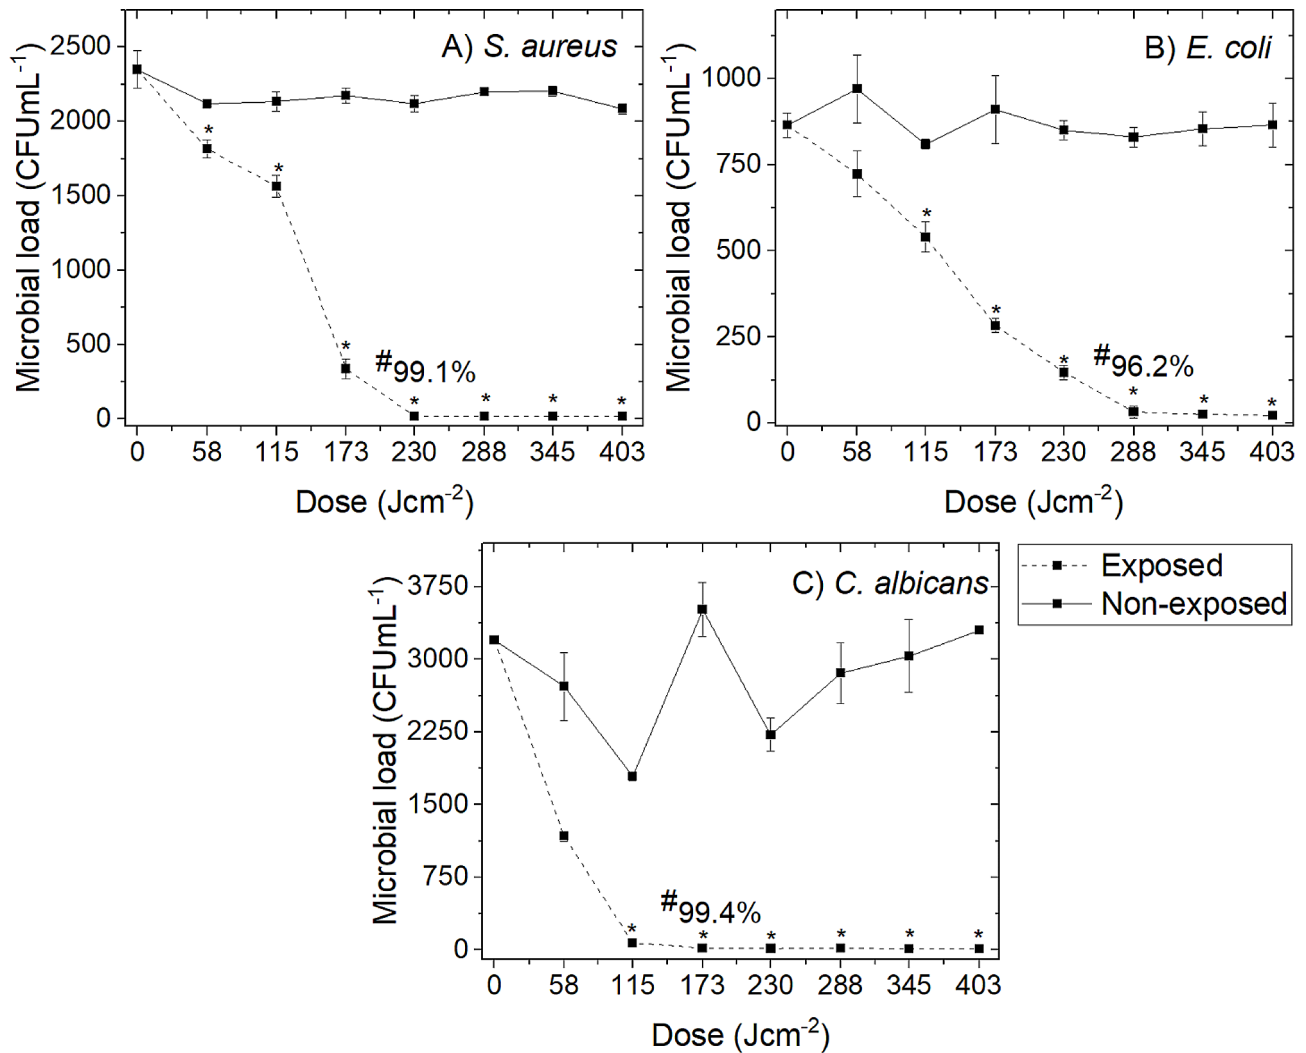 A) S. aureus
Microbial load (CFUmL⁻¹)
2500
2000
1500
1000
500
0
*
*
*
#99.1%
*
*
*
*
0 58 115 173 230 288 345 403
Dose (Jcm⁻²)
B) E. coli
Microbial load (CFUmL⁻¹)
1000
750
500
250
0
*
*
*
#96.2%
*
*
*
0 58 115 173 230 288 345 403
Dose (Jcm⁻²)
C) C. albicans
Microbial load (CFUmL⁻¹)
3750
3000
2250
1500
750
0
#99.4%
* * * * * *
0 58 115 173 230 288 345 403
Dose (Jcm⁻²)
Exposed
Non-exposed